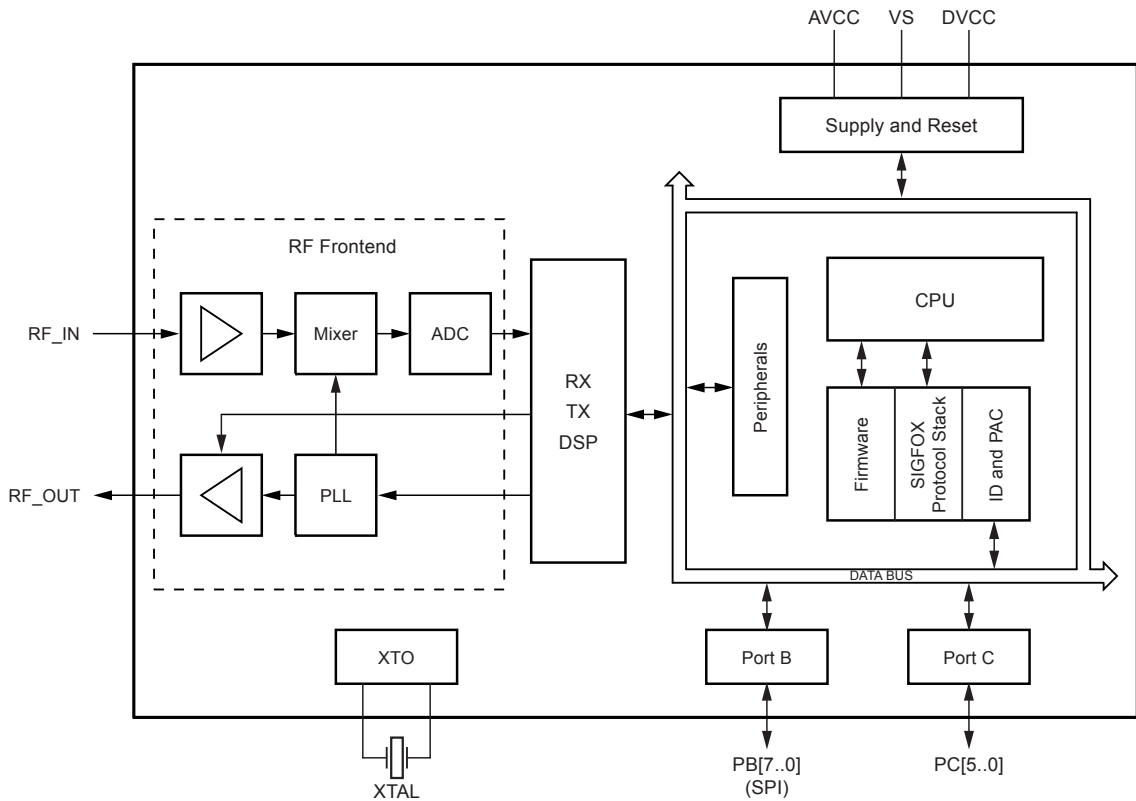 AVCC VS DVCC
Supply and Reset
RF Frontend
RF_IN
Mixer
ADC
RX
TX
DSP
RF_OUT
PLL
Peripherals
CPU
Firmware
SIGFOX
Protocol Stack
ID and PAC
DATA BUS
XTO
Port B
Port C
XTAL
PB[7..0]
(SPI)
PC[5..0]